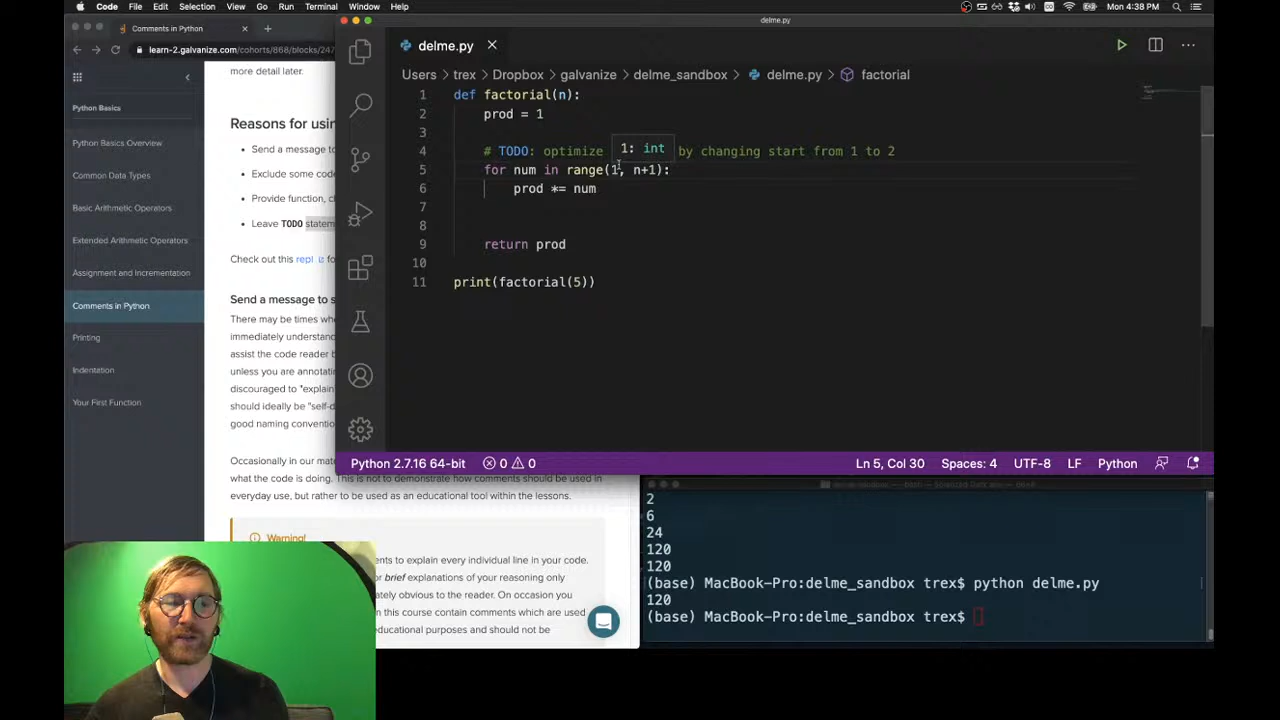 Code File Edit Selection View Go Run Terminal Window Help
Mon 4:38 PM
Comments in Python
learn-2.galvanize.com/cohorts/868/blocks/247
Python Basics
Python Basics Overview
Common Data Types
Basic Arithmetic Operators
Extended Arithmetic Operators
Assignment and Incrementation
Comments in Python
Printing
Indentation
Your First Function
more detail later.
Reasons for usin
Send a message to
Exclude some cod
Provide function, cl
Leave TODO statem
Check out this repl fo
Send a message to s
There may be times whe
immediately understand
assist the code reader b
unless you are annotatin
discouraged to "explain
should ideally be "self-d
good naming conventio
Occasionally in our mate
what the code is doing. This is not to demonstrate how comments should be used in
everyday use, but rather to be used as an educational tool within the lessons.
Warning!
ents to explain every individual line in your code.
or brief explanations of your reasoning only
ately obvious to the reader. On occasion you
n this course contain comments which are used
educational purposes and should not be
delme.py
delme.py
Users > trex > Dropbox > galvanize > delme_sandbox > delme.py > factorial
1 def factorial(n):
2 prod = 1
3
4 # TODO: optimize by changing start from 1 to 2
1: int
5 for num in range(1, n+1):
6 prod *= num
7
8
9 return prod
10
11 print(factorial(5))
Python 2.7.16 64-bit 0 0 Ln 5, Col 30 Spaces: 4 UTF-8 LF Python
2
6
24
120
120
(base) MacBook-Pro:delme_sandbox trex$ python delme.py
120
(base) MacBook-Pro:delme_sandbox trex$